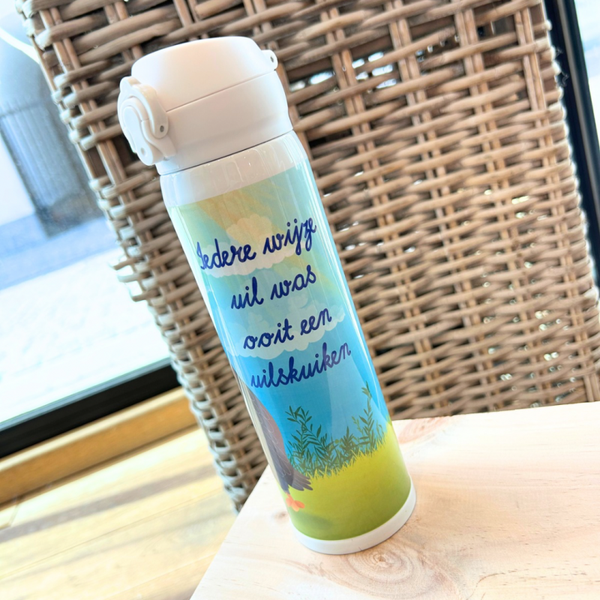 Iedere wijze
uil was
ooit een
uilskuiken